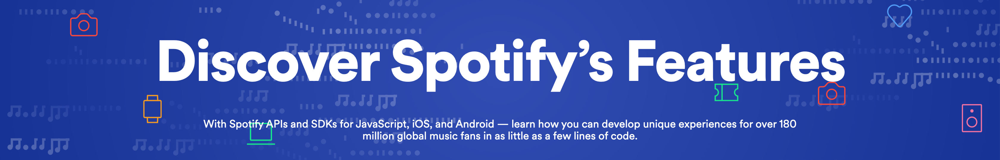 Discover Spotify’s Features
With Spotify APIs and SDKs for JavaScript, iOS, and Android — learn how you can develop unique experiences for over 180
million global music fans in as little as a few lines of code.